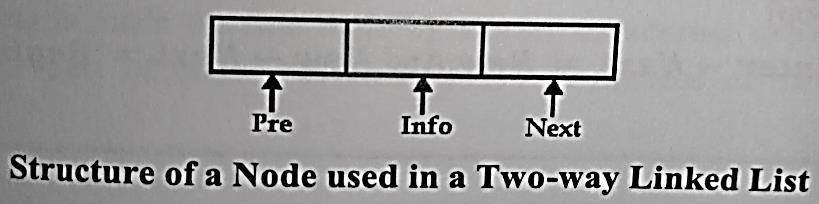 Pre Info Next
Structure of a Node used in a Two-way Linked List